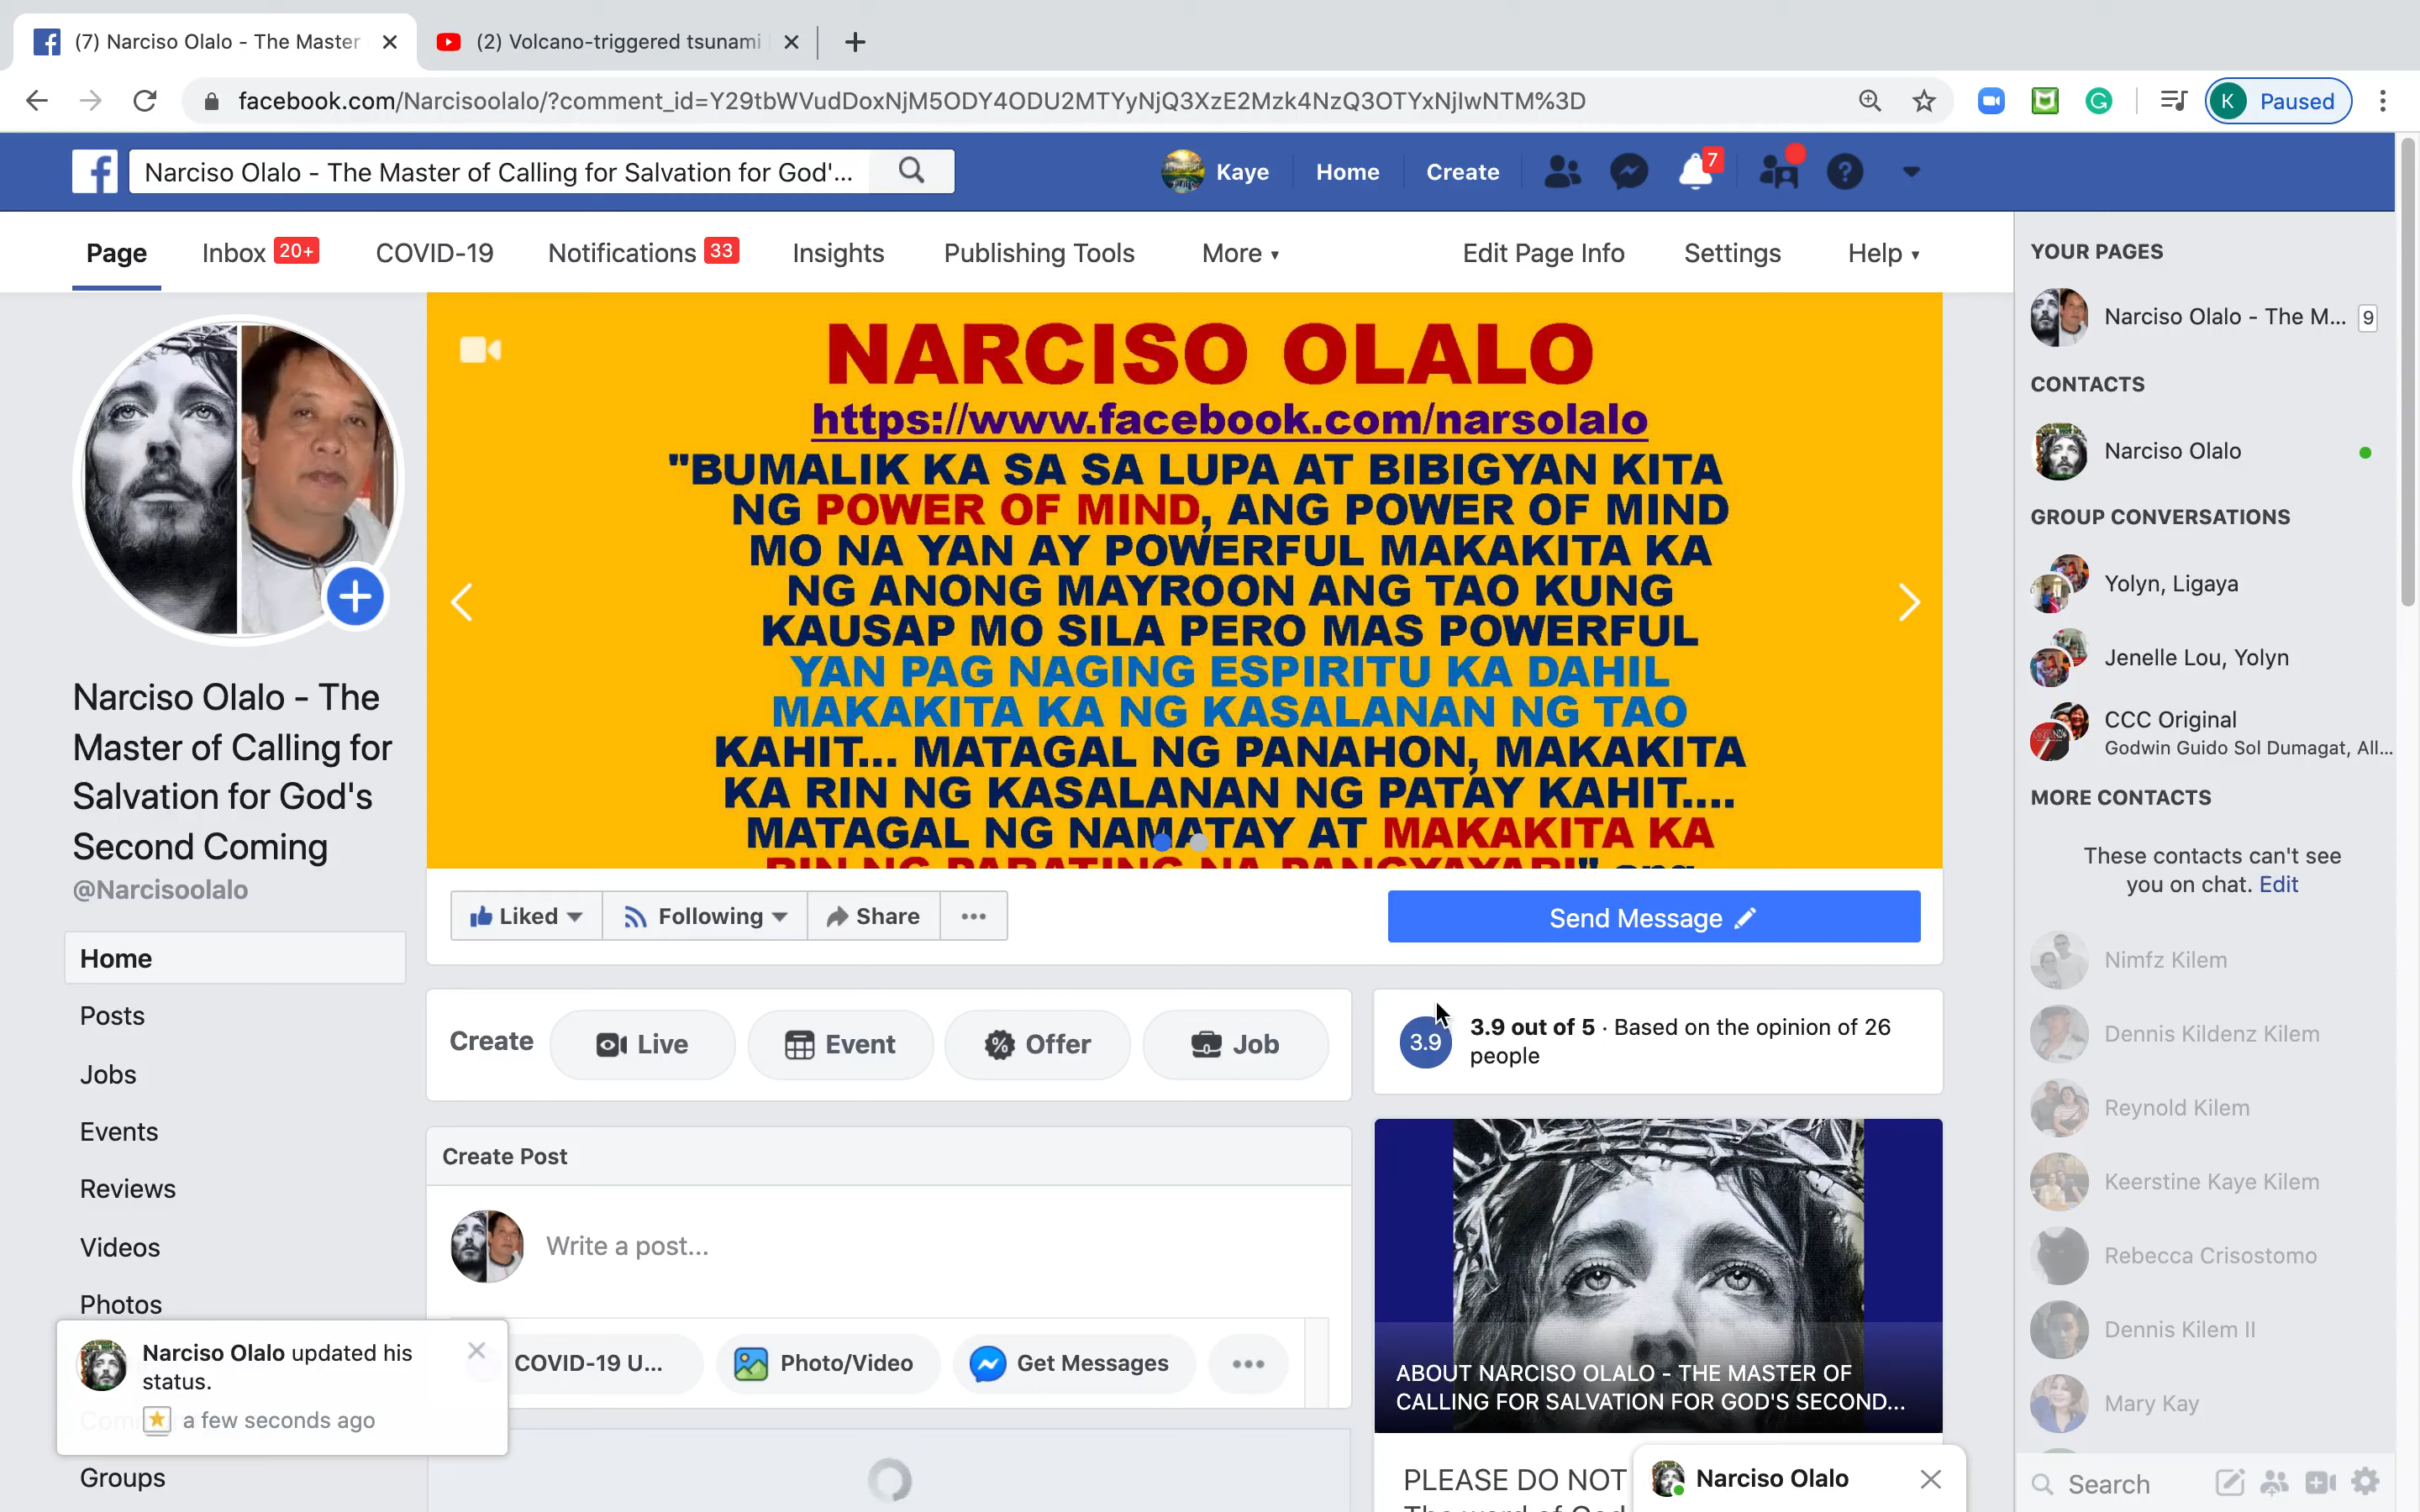 (7) Narciso Olalo - The Master
(2) Volcano-triggered tsunami
facebook.com/Narcisoolalo/?comment_id=Y29tbWVudDoxNjM5ODY4ODU2MTYyNjQ3XzE2Mzk4NzQ3OTYxNjIwNTM%3D
K Paused
Narciso Olalo - The Master of Calling for Salvation for God'...
Kaye
Home
Create
7
Page
Inbox 20+
COVID-19
Notifications 33
Insights
Publishing Tools
More
Edit Page Info
Settings
Help
NARCISO OLALO
https://www.facebook.com/narsolalo
"BUMALIK KA SA SA LUPA AT BIBIGYAN KITA
NG POWER OF MIND, ANG POWER OF MIND
MO NA YAN AY POWERFUL MAKAKITA KA
NG ANONG MAYROON ANG TAO KUNG
KAUSAP MO SILA PERO MAS POWERFUL
YAN PAG NAGING ESPIRITU KA DAHIL
MAKAKITA KA NG KASALANAN NG TAO
KAHIT... MATAGAL NG PANAHON, MAKAKITA
KA RIN NG KASALANAN NG PATAY KAHIT....
MATAGAL NG NAMATAY AT MAKAKITA KA
RIN NG PARATING NA PANGYAYARI" ang
Narciso Olalo - The
Master of Calling for
Salvation for God's
Second Coming
@Narcisoolalo
Home
Posts
Jobs
Events
Reviews
Videos
Photos
Groups
Narciso Olalo updated his
status.
a few seconds ago
Liked
Following
Share
Send Message
Create
Live
Event
Offer
Job
Create Post
Write a post...
COVID-19 U...
Photo/Video
Get Messages
3.9
3.9 out of 5 · Based on the opinion of 26
people
ABOUT NARCISO OLALO - THE MASTER OF
CALLING FOR SALVATION FOR GOD'S SECOND...
PLEASE DO NOT
The word of God
Narciso Olalo
YOUR PAGES
Narciso Olalo - The M... 9
CONTACTS
Narciso Olalo
GROUP CONVERSATIONS
Yolyn, Ligaya
Jenelle Lou, Yolyn
CCC Original
Godwin Guido Sol Dumagat, All...
MORE CONTACTS
These contacts can't see
you on chat. Edit
Nimfz Kilem
Dennis Kildenz Kilem
Reynold Kilem
Keerstine Kaye Kilem
Rebecca Crisostomo
Dennis Kilem II
Mary Kay
Search